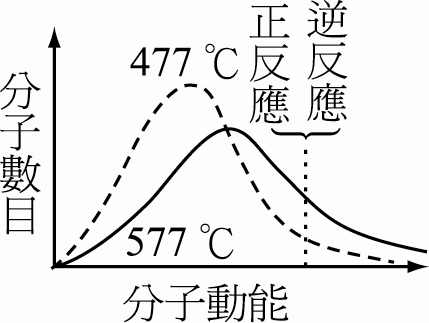 477 ℃
正反應
逆反應
分子數目
577 ℃
分子動能